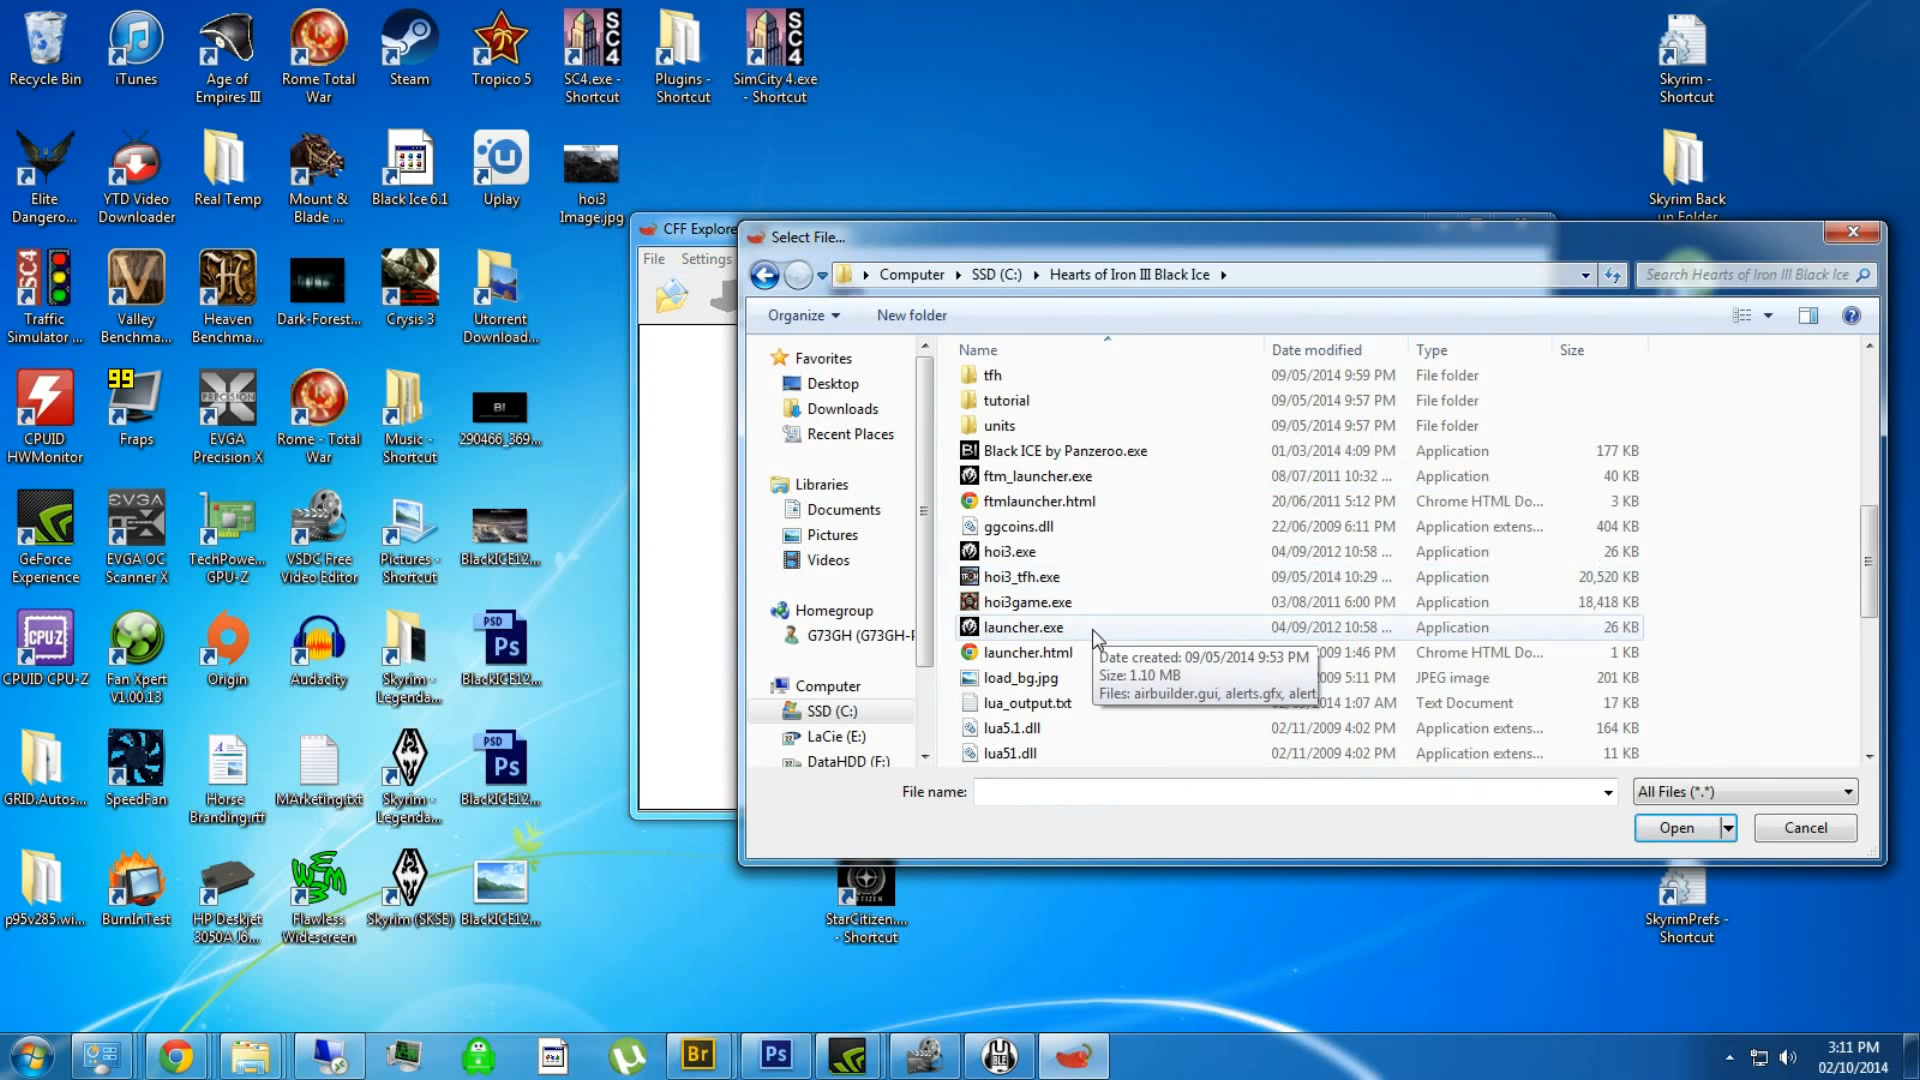 Recycle Bin
iTunes
Age of
Empires III
Rome Total
War
Steam
Tropico 5
SC4.exe -
Shortcut
Plugins -
Shortcut
SimCity 4.exe
- Shortcut
Skyrim -
Shortcut
Elite
Dangero...
YTD Video
Downloader
Real Temp
Mount &
Blade ...
Black Ice 6.1
Uplay
hoi3
Image.jpg
Skyrim Back
up Folder
Traffic
Simulator ...
Valley
Benchma...
Heaven
Benchma...
Dark-Forest...
Crysis 3
Utorrent
Download...
99
CPUID
HWMonitor
Fraps
EVGA
Precision X
Rome - Total
War
Music -
Shortcut
290466_369...
GeForce
Experience
EVGA OC
Scanner X
TechPowe...
GPU-Z
VSDC Free
Video Editor
Pictures -
Shortcut
BlackICE12...
CPUID CPU-Z
Fan Xpert
V1.00.13
Origin
Audacity
Skyrim -
Legenda...
BlackICE12...
GRID.Autos...
SpeedFan
Horse
Branding.rtf
MArketing.txt
Skyrim -
Legenda...
BlackICE12...
p95v285.wi...
BurnInTest
HP Deskjet
3050A J6...
Flawless
Widescreen
Skyrim (SKSE)
BlackICE12...
StarCitizen....
- Shortcut
SkyrimPrefs -
Shortcut
CFF Explore
File Settings
Select File...
Computer SSD (C:) Hearts of Iron III Black Ice
Search Hearts of Iron III Black Ice
Organize New folder
Favorites
Desktop
Downloads
Recent Places
Libraries
Documents
Pictures
Videos
Homegroup
G73GH (G73GH-F
Computer
SSD (C:)
LaCie (E:)
DataHDD (F:)
Name Date modified Type Size
tfh 09/05/2014 9:59 PM File folder
tutorial 09/05/2014 9:57 PM File folder
units 09/05/2014 9:57 PM File folder
Black ICE by Panzeroo.exe 01/03/2014 4:09 PM Application 177 KB
ftm_launcher.exe 08/07/2011 10:32 ... Application 40 KB
ftmlauncher.html 20/06/2011 5:12 PM Chrome HTML Do... 3 KB
ggcoins.dll 22/06/2009 6:11 PM Application extens... 404 KB
hoi3.exe 04/09/2012 10:58 ... Application 26 KB
hoi3_tfh.exe 09/05/2014 10:29 ... Application 20,520 KB
hoi3game.exe 03/08/2011 6:00 PM Application 18,418 KB
launcher.exe 04/09/2012 10:58 ... Application 26 KB
launcher.html 009 1:46 PM Chrome HTML Do... 1 KB
load_bg.jpg 009 5:11 PM JPEG image 201 KB
lua_output.txt 1:07 AM Text Document 17 KB
lua5.1.dll 02/11/2009 4:02 PM Application extens... 164 KB
lua51.dll 02/11/2009 4:02 PM Application extens... 11 KB
Date created: 09/05/2014 9:53 PM
Size: 1.10 MB
Files: airbuilder.gui, alerts.gfx, alert
File name:
All Files (*.*)
Open Cancel
3:11 PM
02/10/2014